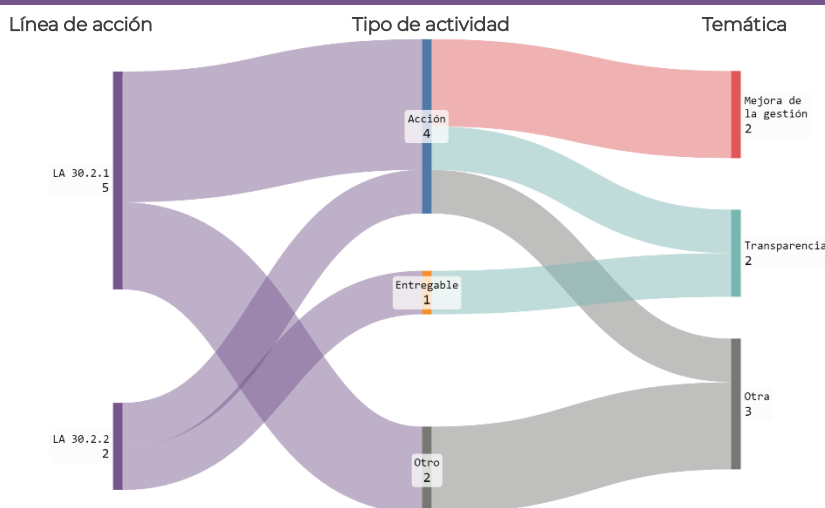 Línea de acción
Tipo de actividad
Temática
LA 30.2.1
5
LA 30.2.2
2
Acción
4
Entregable
1
Otro
2
Mejora de
la gestión
2
Transparencia
2
Otra
3